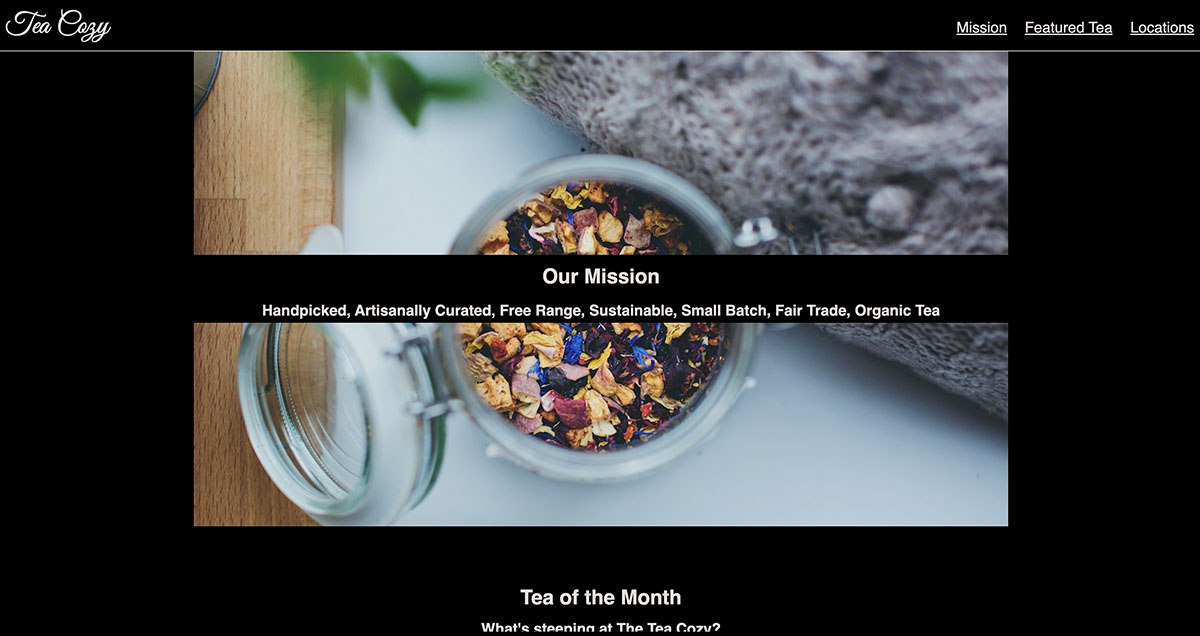 Tea Cozy
Mission Featured Tea Locations
Our Mission
Handpicked, Artisanally Curated, Free Range, Sustainable, Small Batch, Fair Trade, Organic Tea
Tea of the Month
What's steeping at The Tea Cozy?